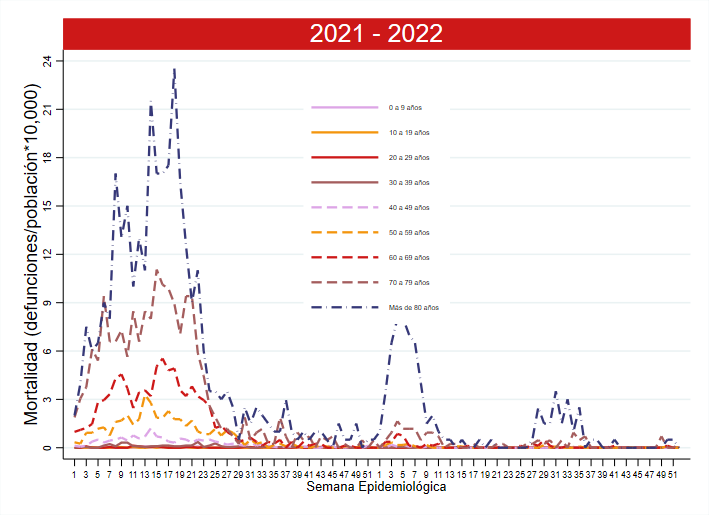 2021 - 2022
Mortalidad (defunciones/población*10,000)
24
21
18
15
12
9
6
3
0
0 a 9 años
10 a 19 años
20 a 29 años
30 a 39 años
40 a 49 años
50 a 59 años
60 a 69 años
70 a 79 años
Más de 80 años
1 3 5 7 9 11 13 15 17 19 21 23 25 27 29 31 33 35 37 39 41 43 45 47 49 51 1 3 5 7 9 11 13 15 17 19 21 23 25 27 29 31 33 35 37 39 41 43 45 47 49 51
Semana Epidemiológica